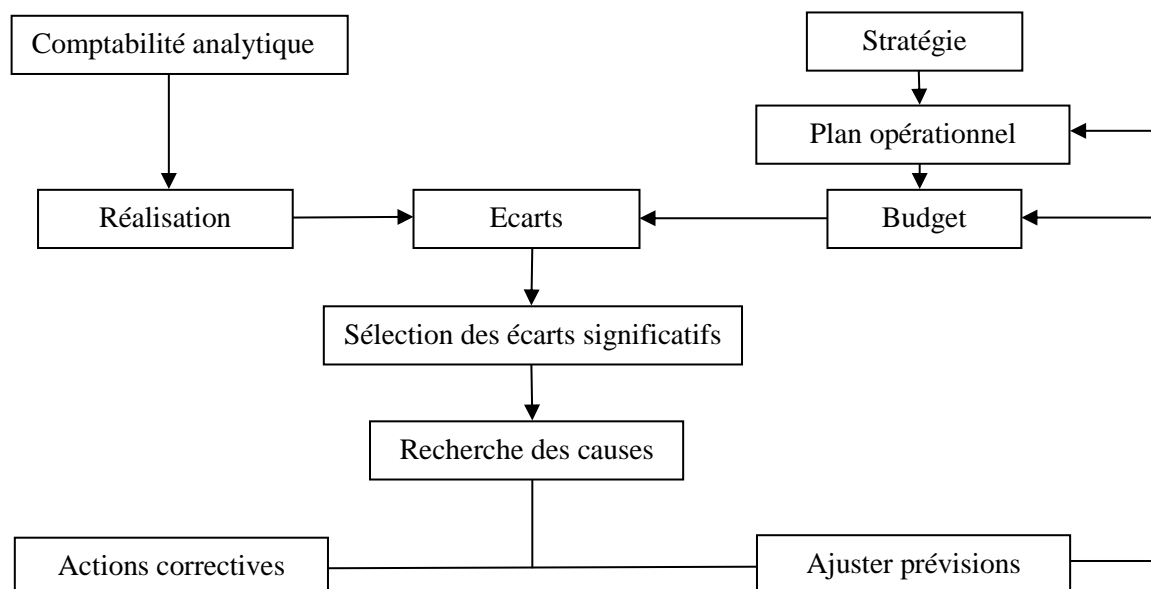 Comptabilité analytique
Stratégie
Plan opérationnel
Réalisation
Ecarts
Budget
Sélection des écarts significatifs
Recherche des causes
Actions correctives
Ajuster prévisions